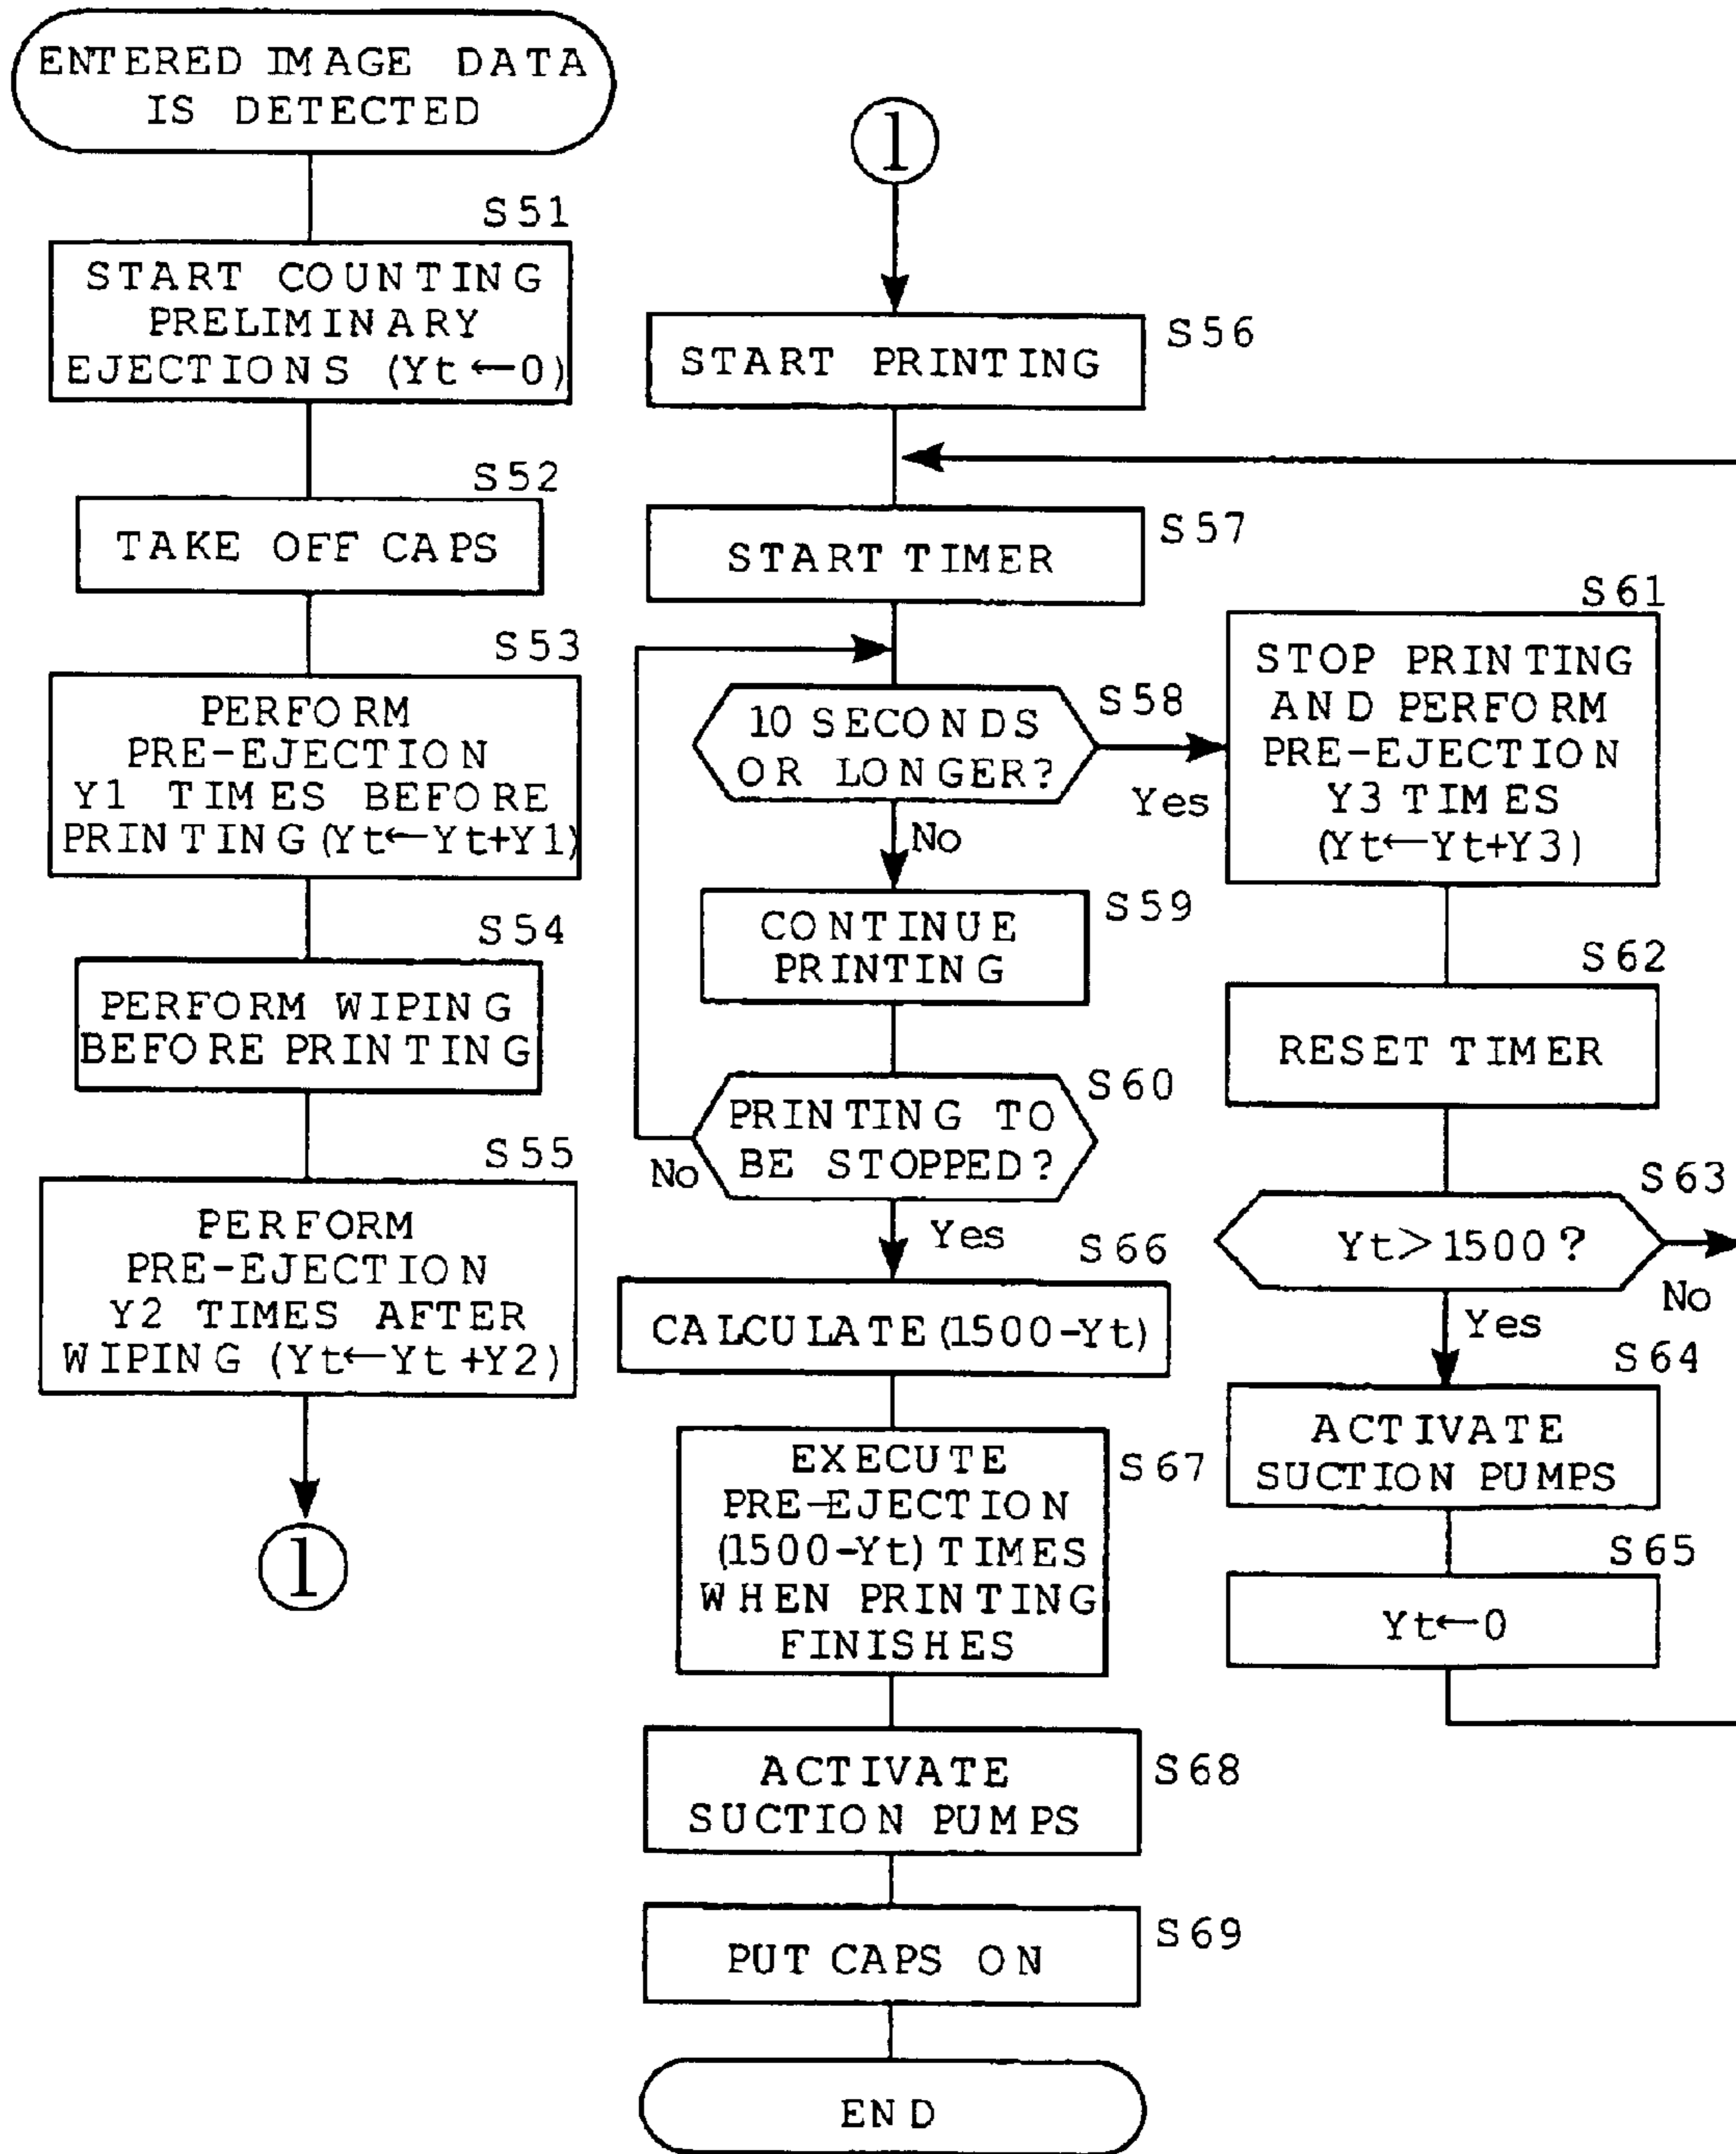 ENTERED IMAGE DATA
IS DETECTED
S51
START COUNTING
PRELIMINARY
EJECTIONS (Yt←0)
S52
TAKE OFF CAPS
S53
PERFORM
PRE-EJECTION
Y1 TIMES BEFORE
PRINTING (Yt←Yt+Y1)
S54
PERFORM WIPING
BEFORE PRINTING
S55
PERFORM
PRE-EJECTION
Y2 TIMES AFTER
WIPING (Yt←Yt+Y2)
1
1
S56
START PRINTING
S57
START TIMER
S58
10 SECONDS
OR LONGER?
Yes
No
S59
CONTINUE
PRINTING
S60
PRINTING TO
BE STOPPED?
No
Yes
S66
CALCULATE (1500-Yt)
S67
EXECUTE
PRE-EJECTION
(1500-Yt) TIMES
WHEN PRINTING
FINISHES
S68
ACTIVATE
SUCTION PUMPS
S69
PUT CAPS ON
END
S61
STOP PRINTING
AND PERFORM
PRE-EJECTION
Y3 TIMES
(Yt←Yt+Y3)
S62
RESET TIMER
S63
Yt>1500?
No
Yes
S64
ACTIVATE
SUCTION PUMPS
S65
Yt←0